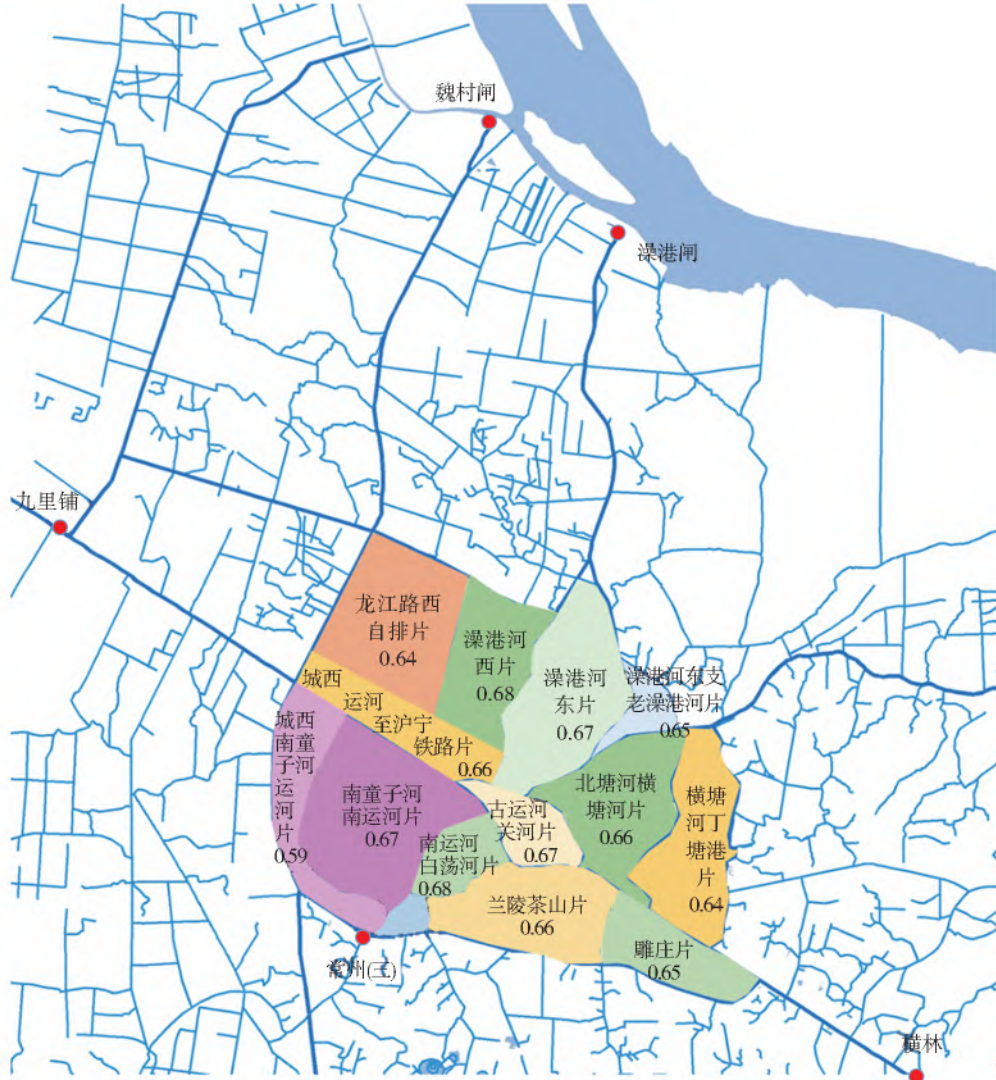 魏村闸
澡港闸
九里铺
龙江路西
自排片
0.64
澡港河
西片
0.68
澡港河
东片
0.67
澡港河东支
老澡港河片
0.65
城西
运河
至沪宁
铁路片
0.66
城西
南童
子河
运河
片
0.59
南童子河
南运河片
0.67
南运河
白荡河片
0.68
古运河
关河片
0.67
北塘河横
塘河片
0.66
横塘
河丁
塘港
片
0.64
兰陵茶山片
0.66
雕庄片
0.65
常州(三)
横林